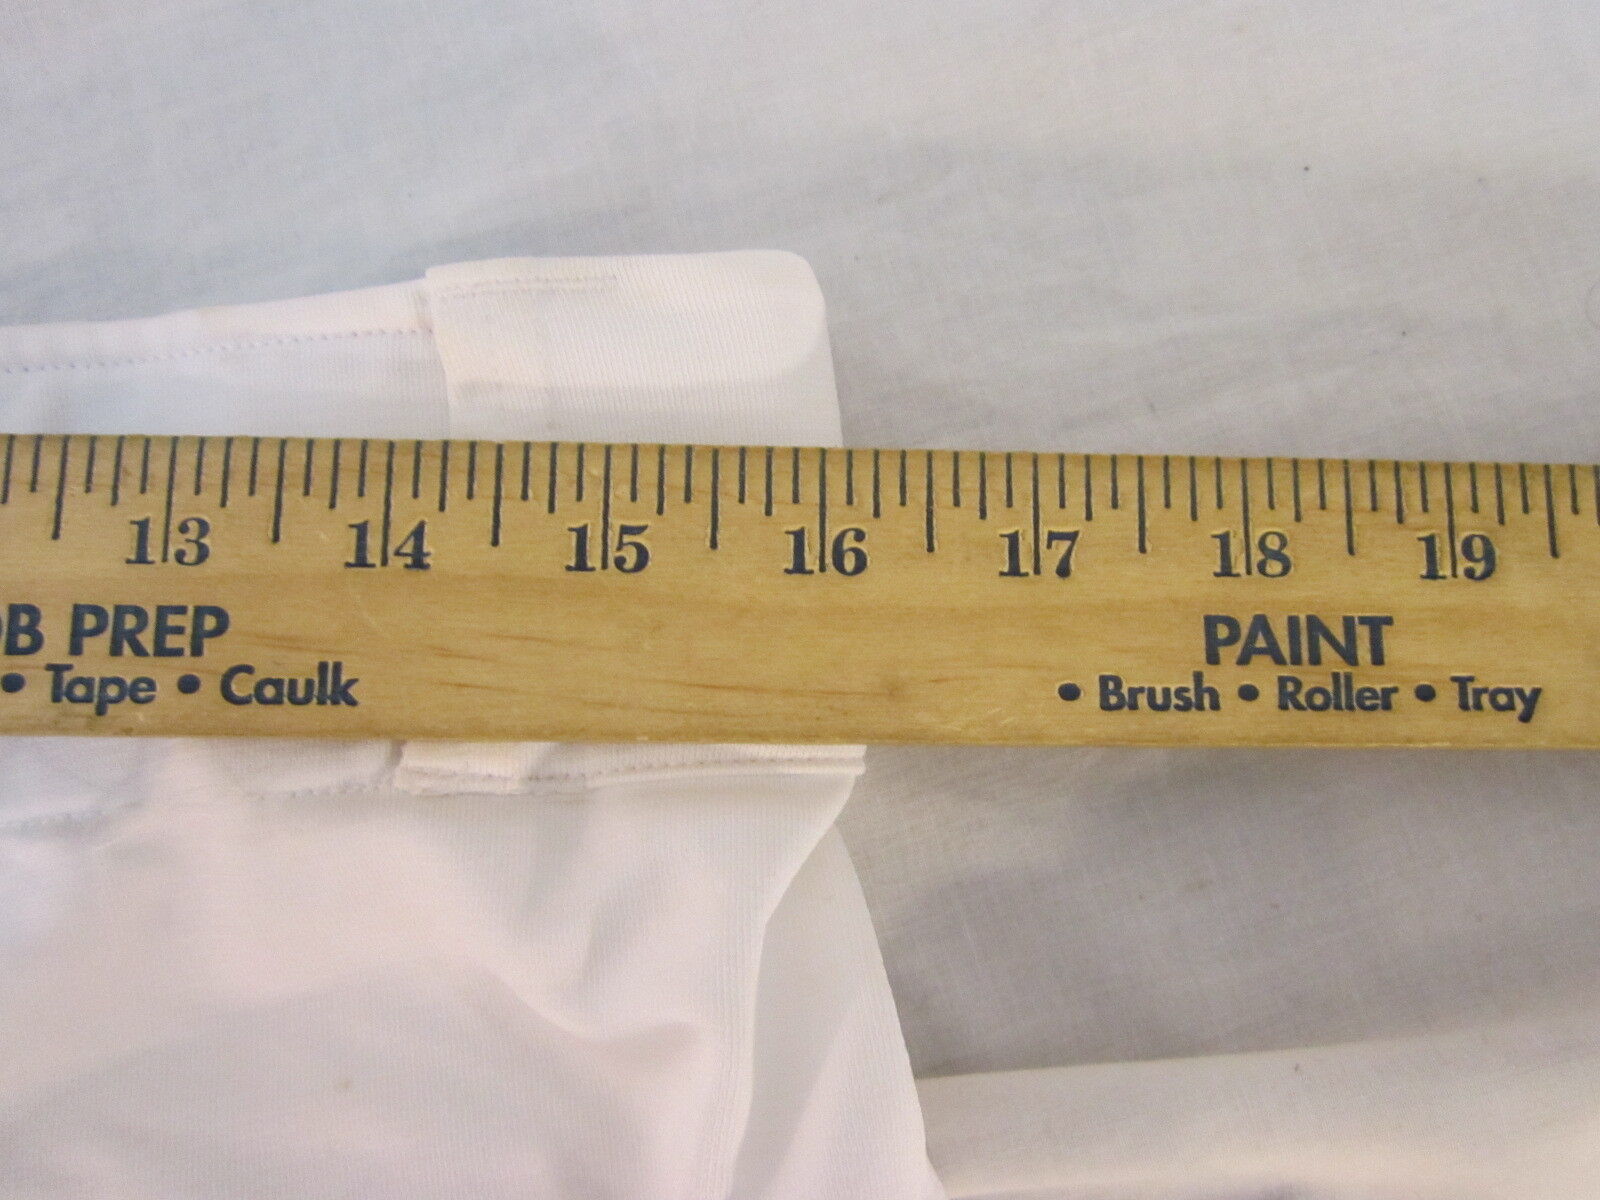 13 14 15 16 17 18 19
B PREP PAINT
• Tape • Caulk • Brush • Roller • Tray